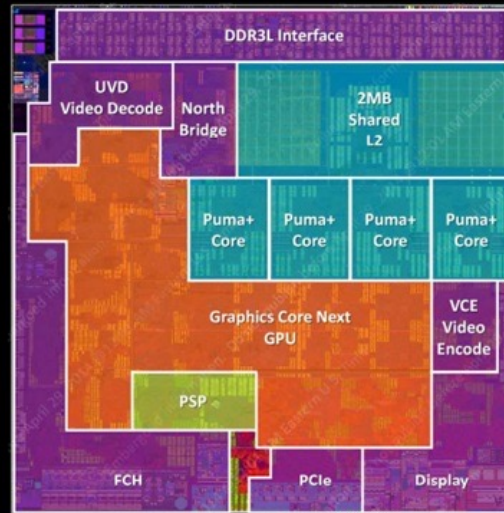 DDR3L Interface
UVD
Video Decode
North
Bridge
2MB
Shared
L2
Puma+
Core
Puma+
Core
Puma+
Core
Puma+
Core
Graphics Core Next
GPU
VCE
Video
Encode
PSP
FCH
PCIe
Display